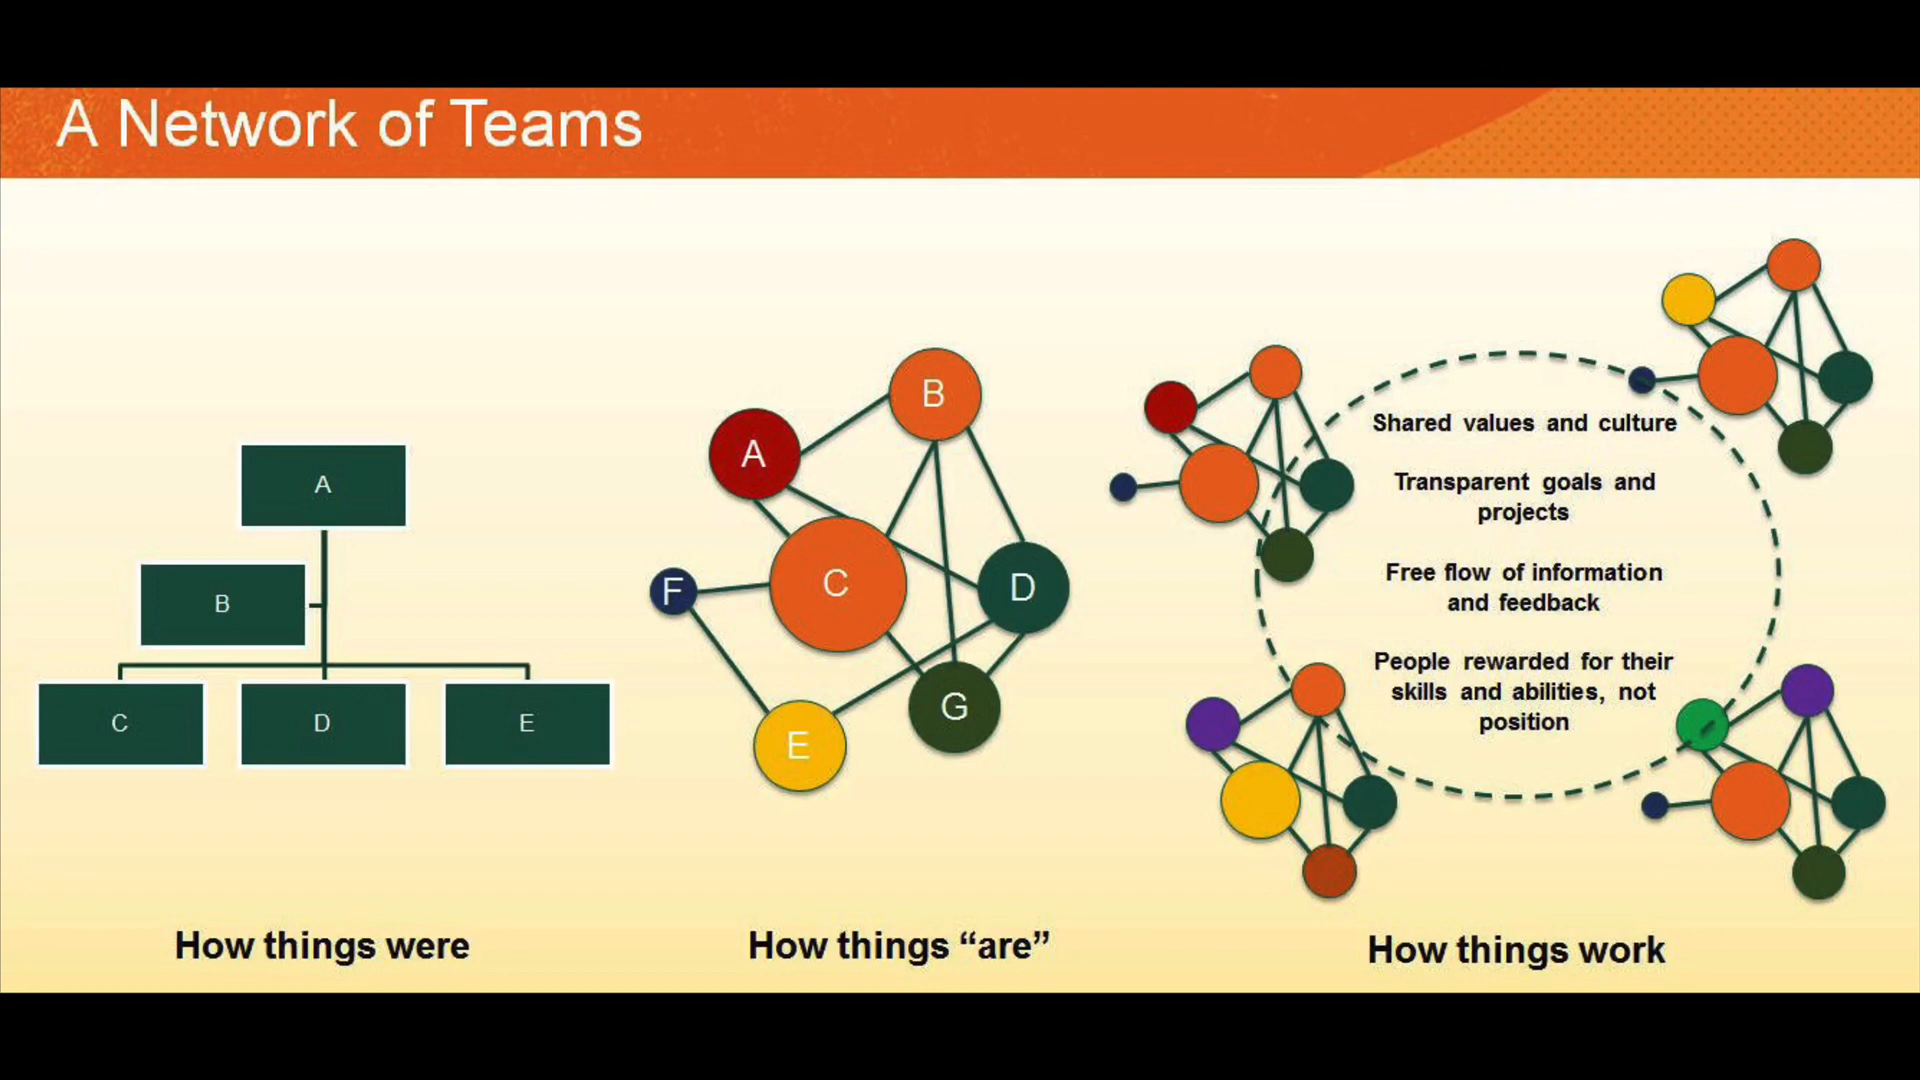 A Network of Teams
A
B
C
D
E
How things were
A
B
C
D
E
F
G
How things “are”
Shared values and culture
Transparent goals and
projects
Free flow of information
and feedback
People rewarded for their
skills and abilities, not
position
How things work